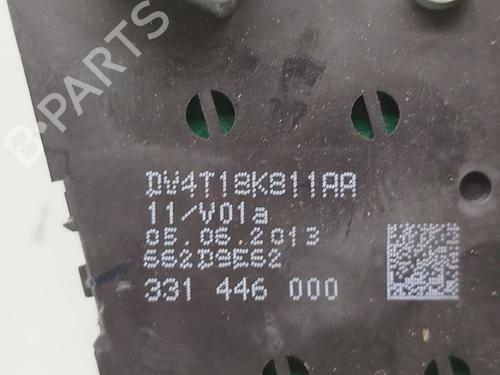 B-PARTS
DV4T18K811AA
11/V01a
05.06.2013
662D9E62
331 446 000